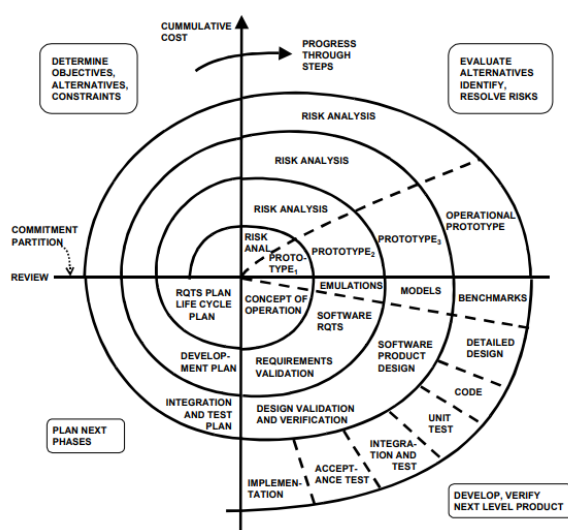 CUMMULATIVE
COST
PROGRESS
THROUGH
STEPS
DETERMINE
OBJECTIVES,
ALTERNATIVES,
CONSTRAINTS
EVALUATE
ALTERNATIVES
IDENTIFY,
RESOLVE RISKS
RISK ANALYSIS
RISK ANALYSIS
RISK ANALYSIS
RISK
ANAL.
COMMITMENT
PARTITION
REVIEW
PROTO-
TYPE1
PROTOTYPE2
PROTOTYPE3
OPERATIONAL
PROTOTYPE
EMULATIONS
MODELS
BENCHMARKS
RQTS PLAN
LIFE CYCLE
PLAN
CONCEPT OF
OPERATION
SOFTWARE
RQTS
SOFTWARE
PRODUCT
DESIGN
DETAILED
DESIGN
DEVELOP-
MENT PLAN
REQUIREMENTS
VALIDATION
CODE
INTEGRATION
AND TEST
PLAN
DESIGN VALIDATION
AND VERIFICATION
UNIT
TEST
INTEGRA-
TION AND
TEST
ACCEPT-
ANCE TEST
IMPLEMEN-
TATION
PLAN NEXT
PHASES
DEVELOP, VERIFY
NEXT LEVEL PRODUCT